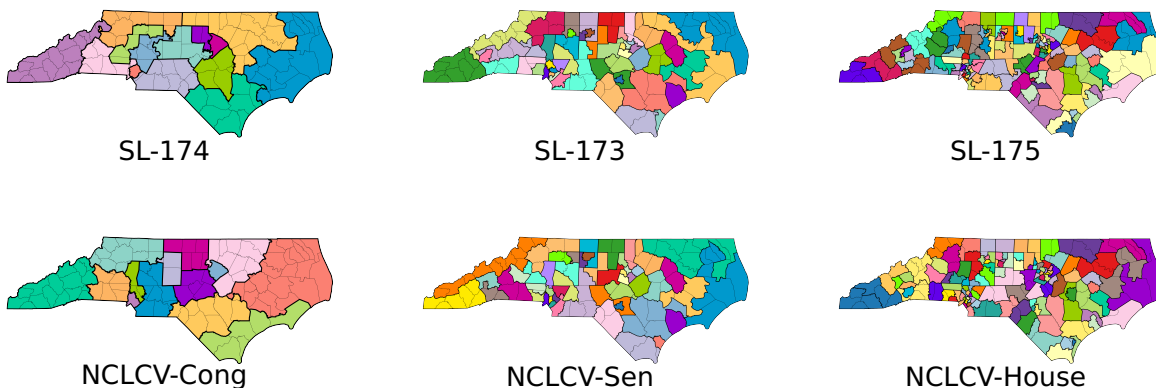 SL-174
SL-173
SL-175
NCLCV-Cong
NCLCV-Sen
NCLCV-House